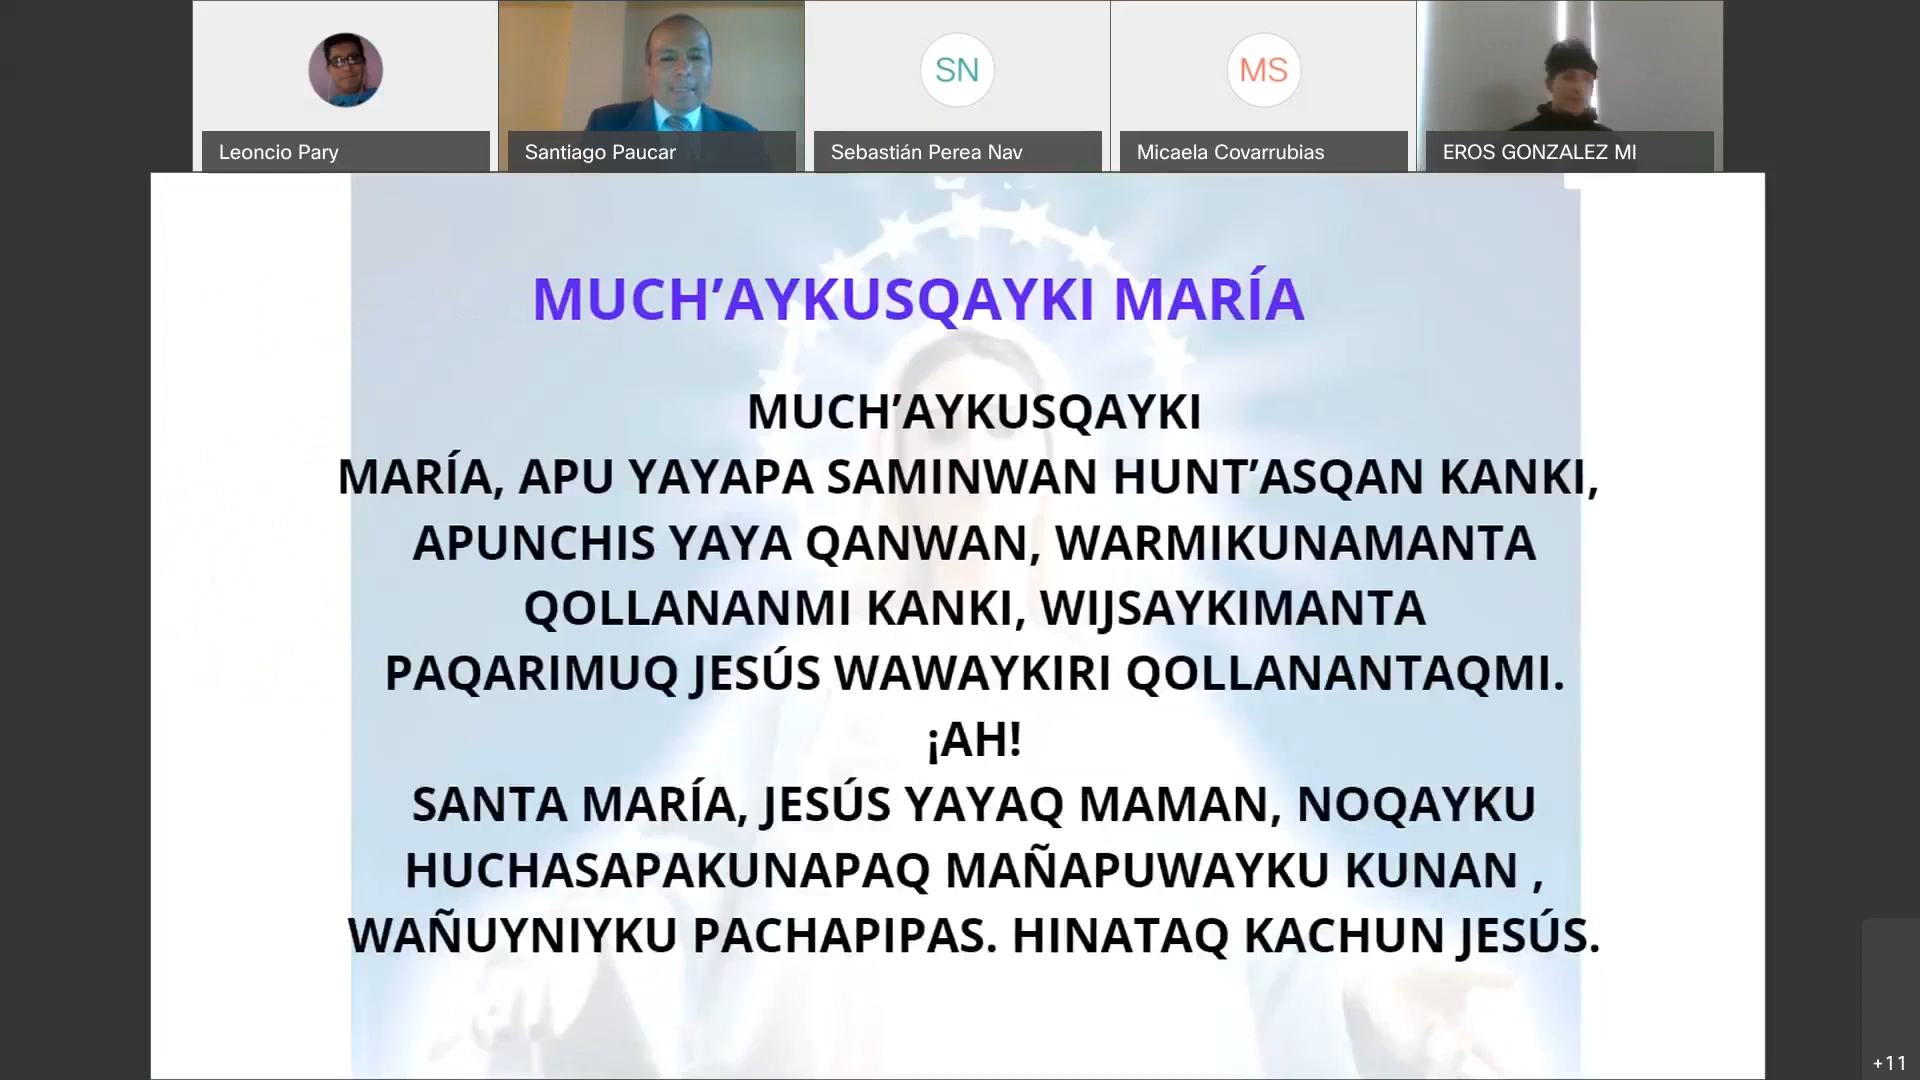 Leoncio Pary
Santiago Paucar
SN
Sebastián Perea Nav
MS
Micaela Covarrubias
EROS GONZALEZ MI
MUCH’AYKUSQAYKI MARÍA
MUCH’AYKUSQAYKI
MARÍA, APU YAYAPA SAMINWAN HUNT’ASQAN KANKI,
APUNCHIS YAYA QANWAN, WARMIKUNAMANTA
QOLLANANMI KANKI, WIJSAYKIMANTA
PAQARIMUQ JESÚS WAWAYKIRI QOLLANANTAQMI.
¡AH!
SANTA MARÍA, JESÚS YAYAQ MAMAN, NOQAYKU
HUCHASAPAKUNAPAQ MAÑAPUWAYKU KUNAN ,
WAÑUYNIYKU PACHAPIPAS. HINATAQ KACHUN JESÚS.
+11